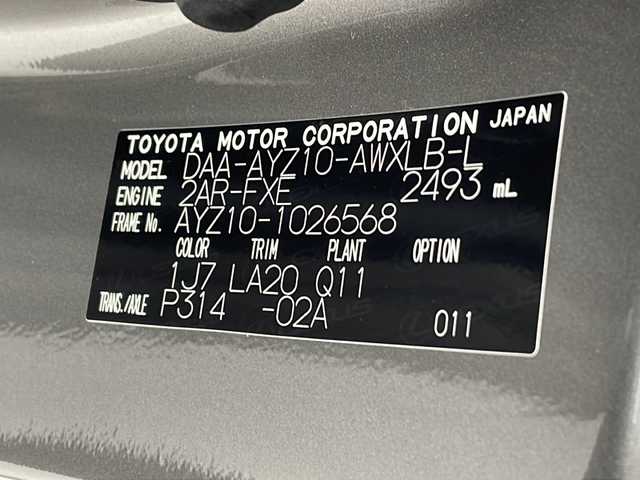 TOYOTA MOTOR CORPORATION JAPAN
MODEL DAA-AYZ10-AWXLB-L
ENGINE 2AR-FXE 2493 mL
FRAME No. AYZ10-1026568
COLOR TRIM PLANT OPTION
1J7 LA20 Q11
TRANS./AXLE P314 -02A 011